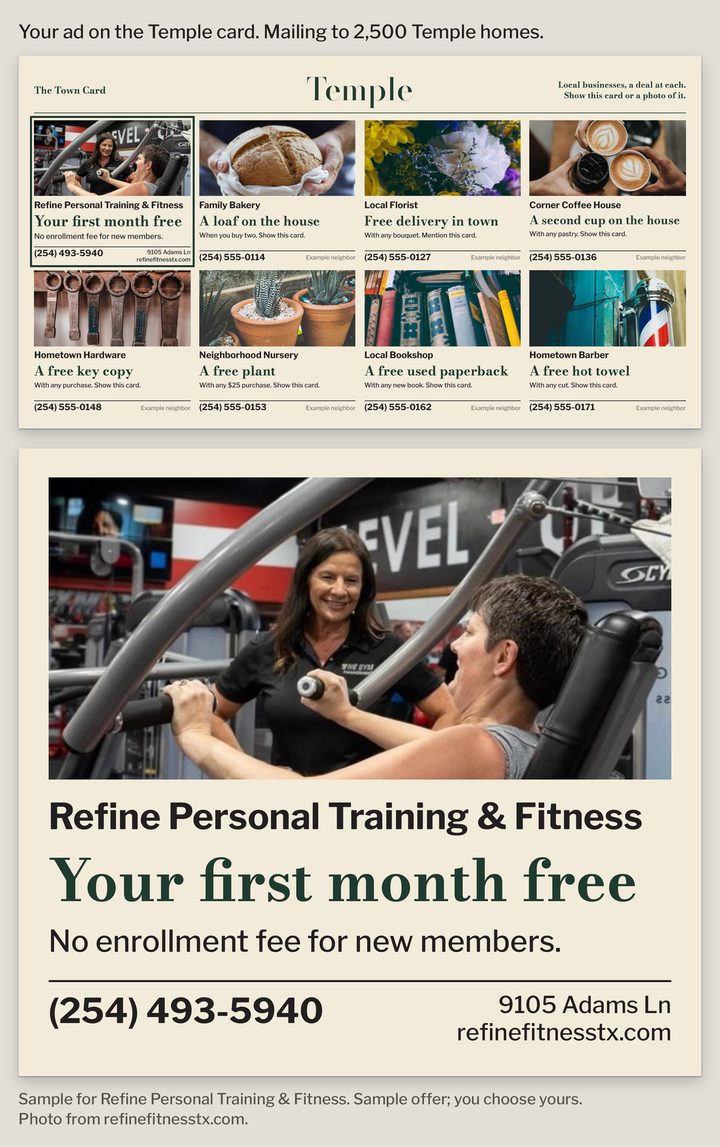 Your ad on the Temple card. Mailing to 2,500 Temple homes.
The Town Card
Temple
Local businesses, a deal at each.
Show this card or a photo of it.
Refine Personal Training & Fitness
Your first month free
No enrollment fee for new members.
(254) 493-5940
9105 Adams Ln
refinefitnesstx.com
Family Bakery
A loaf on the house
When you buy two. Show this card.
(254) 555-0114
Example neighbor
Local Florist
Free delivery in town
With any bouquet. Mention this card.
(254) 555-0127
Example neighbor
Corner Coffee House
A second cup on the house
With any pastry. Show this card.
(254) 555-0136
Example neighbor
Hometown Hardware
A free key copy
With any purchase. Show this card.
(254) 555-0148
Example neighbor
Neighborhood Nursery
A free plant
With any $25 purchase. Show this card.
(254) 555-0153
Example neighbor
Local Bookshop
A free used paperback
With any new book. Show this card.
(254) 555-0162
Example neighbor
Hometown Barber
A free hot towel
With any cut. Show this card.
(254) 555-0171
Example neighbor
LEVEL
Refine Personal Training & Fitness
Your first month free
No enrollment fee for new members.
(254) 493-5940
9105 Adams Ln
refinefitnesstx.com
Sample for Refine Personal Training & Fitness. Sample offer; you choose yours.
Photo from refinefitnesstx.com.